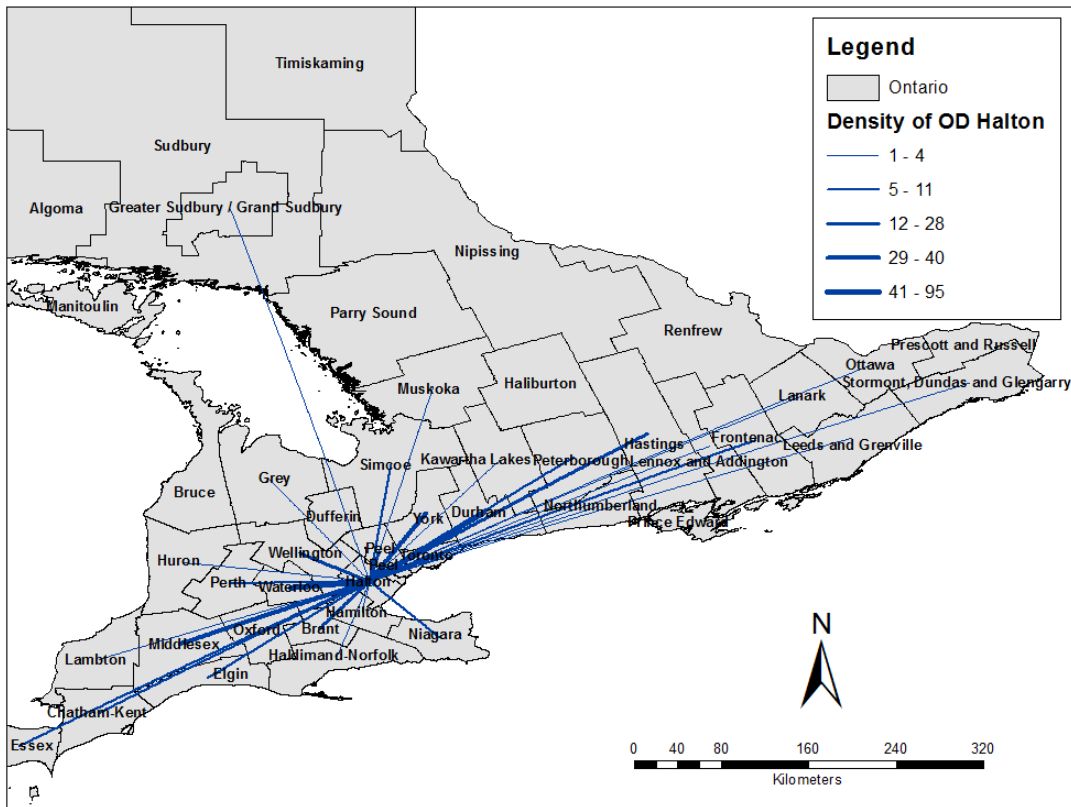 Timiskaming
Sudbury
Algoma
Greater Sudbury / Grand Sudbury
Nipissing
Manitoulin
Parry Sound
Renfrew
Prescott and Russell
Ottawa
Stormont, Dundas and Glengarry
Muskoka
Haliburton
Lanark
Hastings
Frontenac
Leeds and Grenville
Simcoe
Kawartha Lakes
Peterborough
Lennox and Addington
Grey
Bruce
Dufferin
York
Durham
Northumberland
Prince Edward
Peel
Toronto
Peel
Wellington
Huron
Halton
Perth
Waterloo
Hamilton
Oxford
Brant
Niagara
Middlesex
Lambton
Haldimand-Norfolk
Elgin
Chatham-Kent
Essex
Legend
Ontario
Density of OD Halton
1 - 4
5 - 11
12 - 28
29 - 40
41 - 95
N
0 40 80 160 240 320
Kilometers